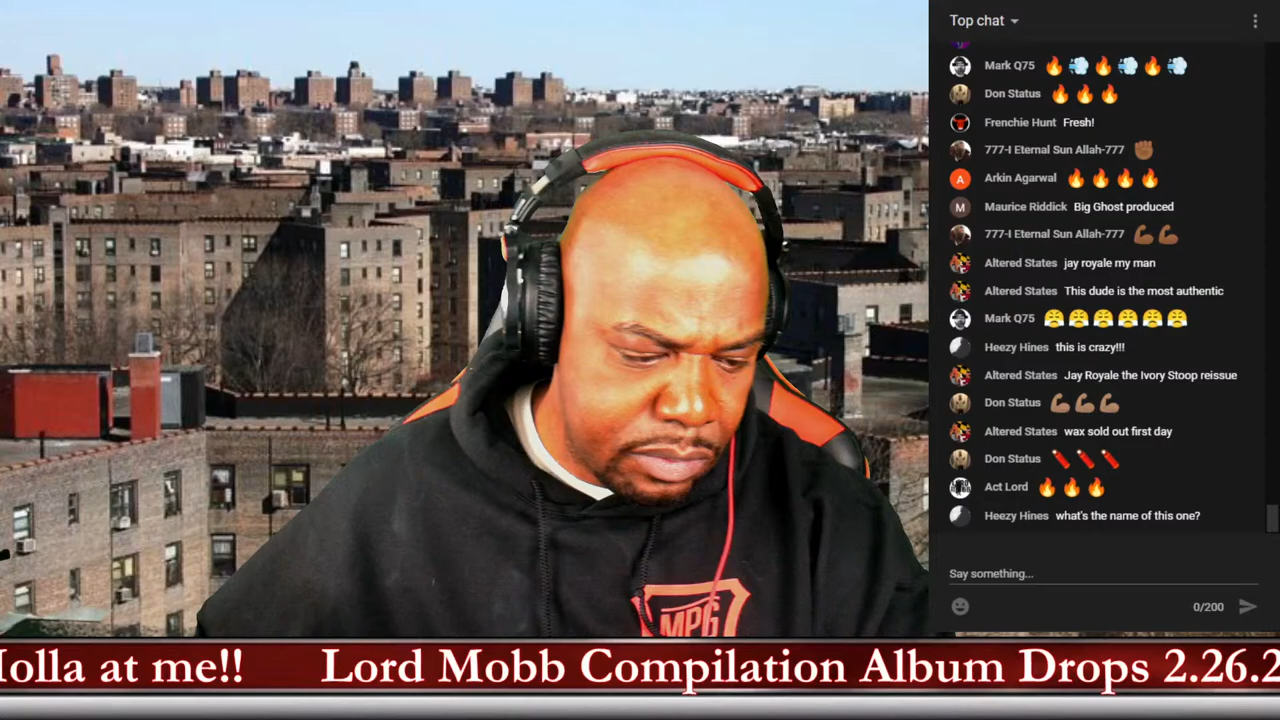 Top chat
Mark Q75 🔥💨🔥💨🔥💨
Don Status 🔥🔥🔥
Frenchie Hunt Fresh!
777-I Eternal Sun Allah-777 ✊🏾
Arkin Agarwal 🔥🔥🔥🔥
A
Maurice Riddick Big Ghost produced
M
777-I Eternal Sun Allah-777 💪🏾💪🏾
Altered States jay royale my man
Altered States This dude is the most authentic
Mark Q75 😤😤😤😤😤😤
Heezy Hines this is crazy!!!
Altered States Jay Royale the Ivory Stoop reissue
Don Status 💪🏾💪🏾💪🏾
Altered States wax sold out first day
Don Status 🧨🧨🧨
Act Lord 🔥🔥🔥
Heezy Hines what's the name of this one?
Say something...
0/200
MPG
Holla at me!! Lord Mobb Compilation Album Drops 2.26.2